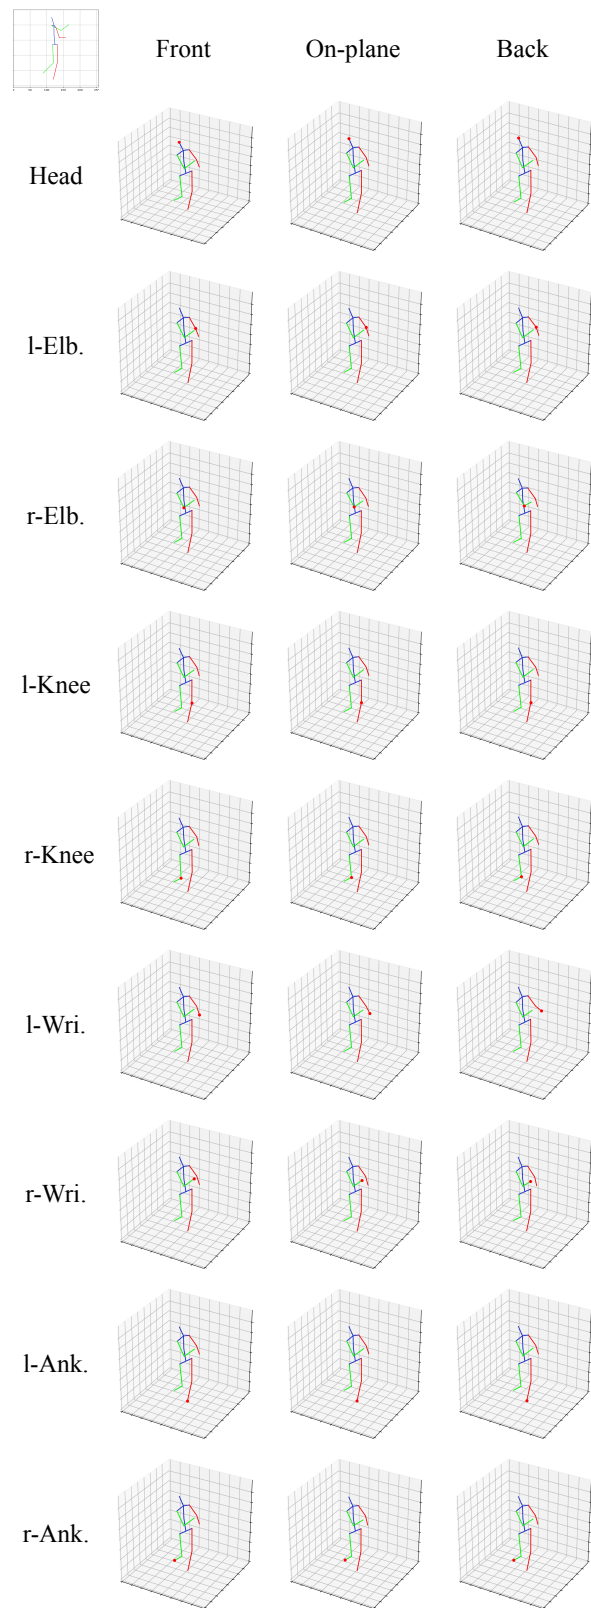 Front On-plane Back
Head
l-Elb.
r-Elb.
l-Knee
r-Knee
l-Wri.
r-Wri.
l-Ank.
r-Ank.